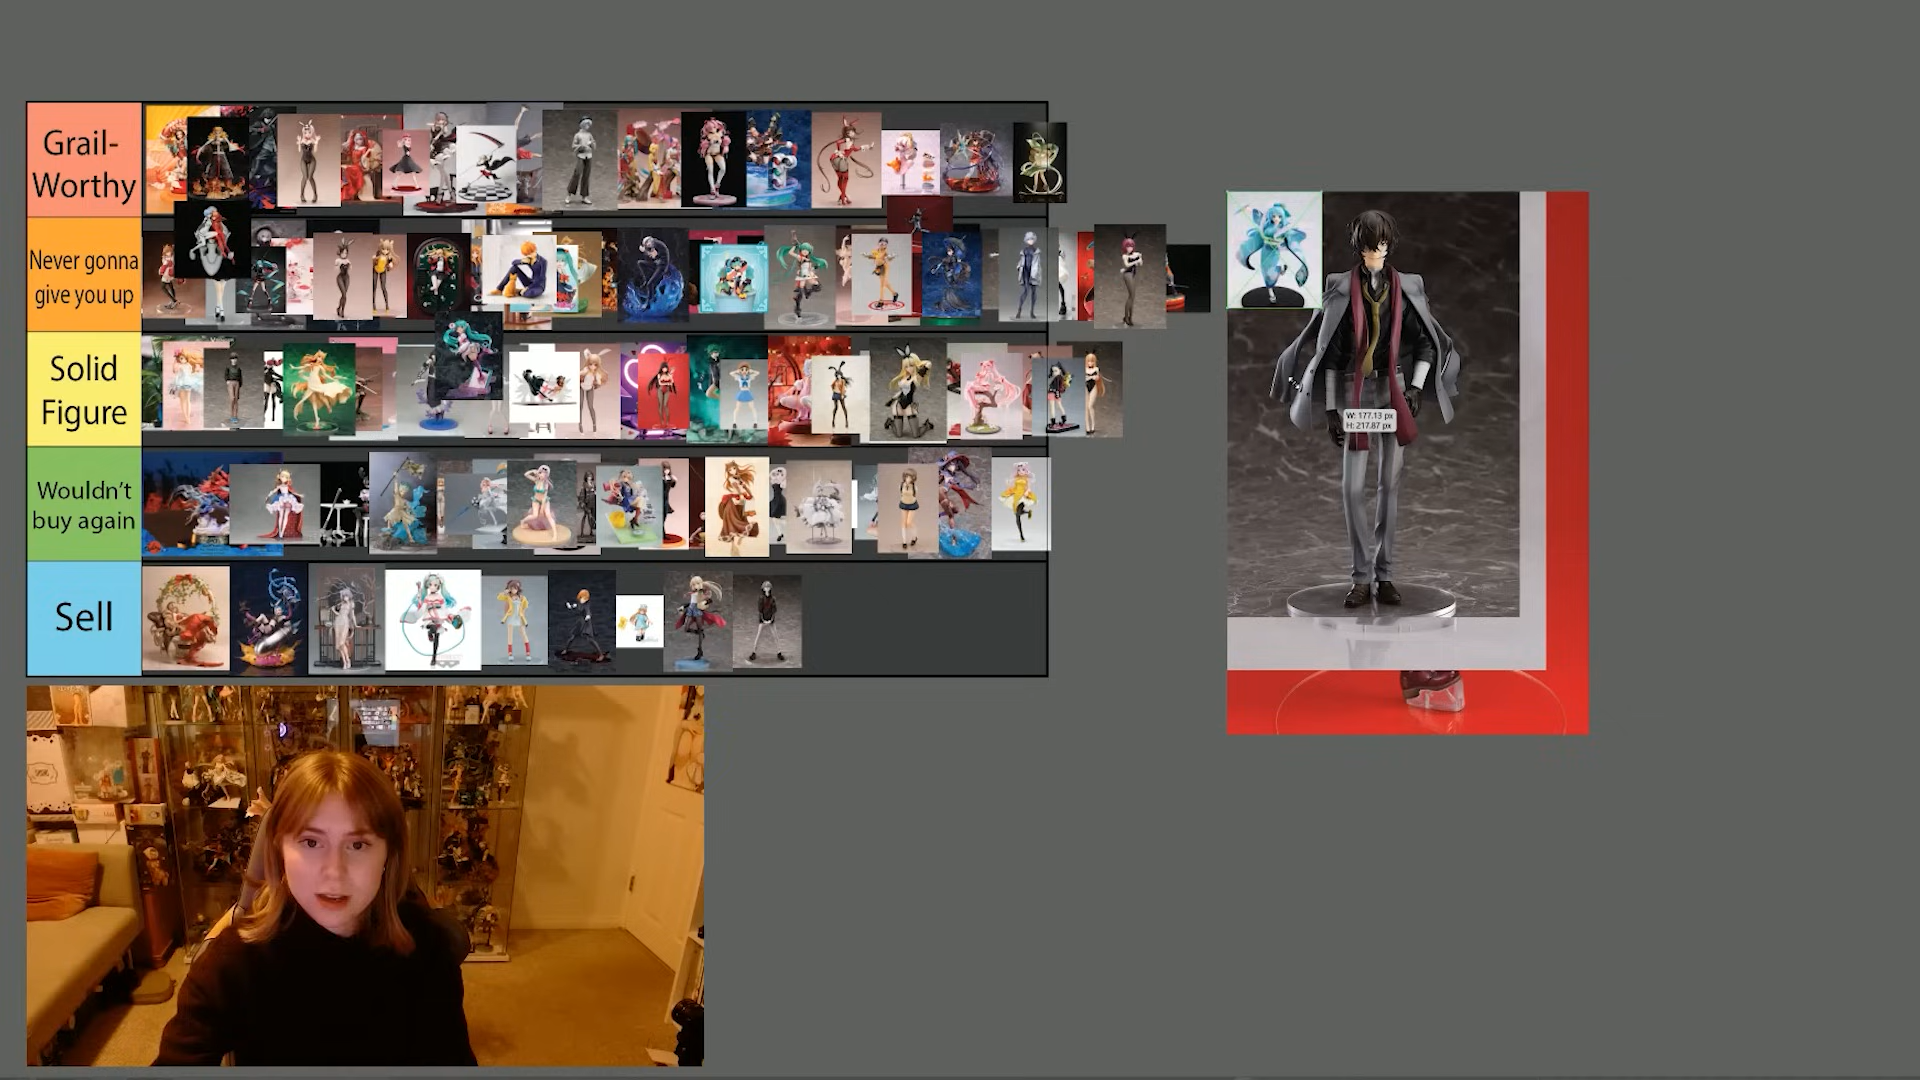 Grail-
Worthy
Never gonna
give you up
Solid
Figure
Wouldn't
buy again
Sell
W: 177.13 px
H: 217.87 px